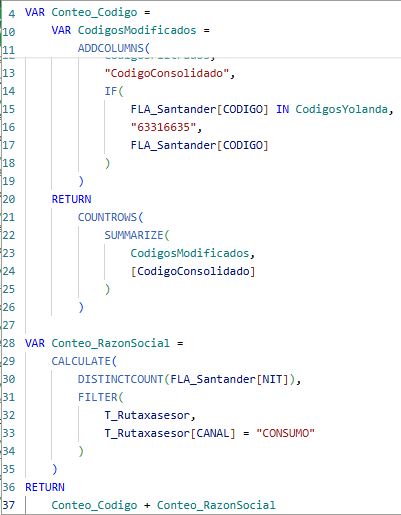 4 VAR Conteo_Codigo =
10 VAR CodigosModificados =
11 ADDCOLUMNS(
13 "CodigoConsolidado",
14 IF(
15 FLA_Santander[CODIGO] IN CodigosYolanda,
16 "63316635",
17 FLA_Santander[CODIGO]
18 )
19 )
20 RETURN
21 COUNTROWS(
22 SUMMARIZE(
23 CodigosModificados,
24 [CodigoConsolidado]
25 )
26 )
27
28 VAR Conteo_RazonSocial =
29 CALCULATE(
30 DISTINCTCOUNT(FLA_Santander[NIT]),
31 FILTER(
32 T_Rutaxasesor,
33 T_Rutaxasesor[CANAL] = "CONSUMO"
34 )
35 )
36 RETURN
37 Conteo_Codigo + Conteo_RazonSocial